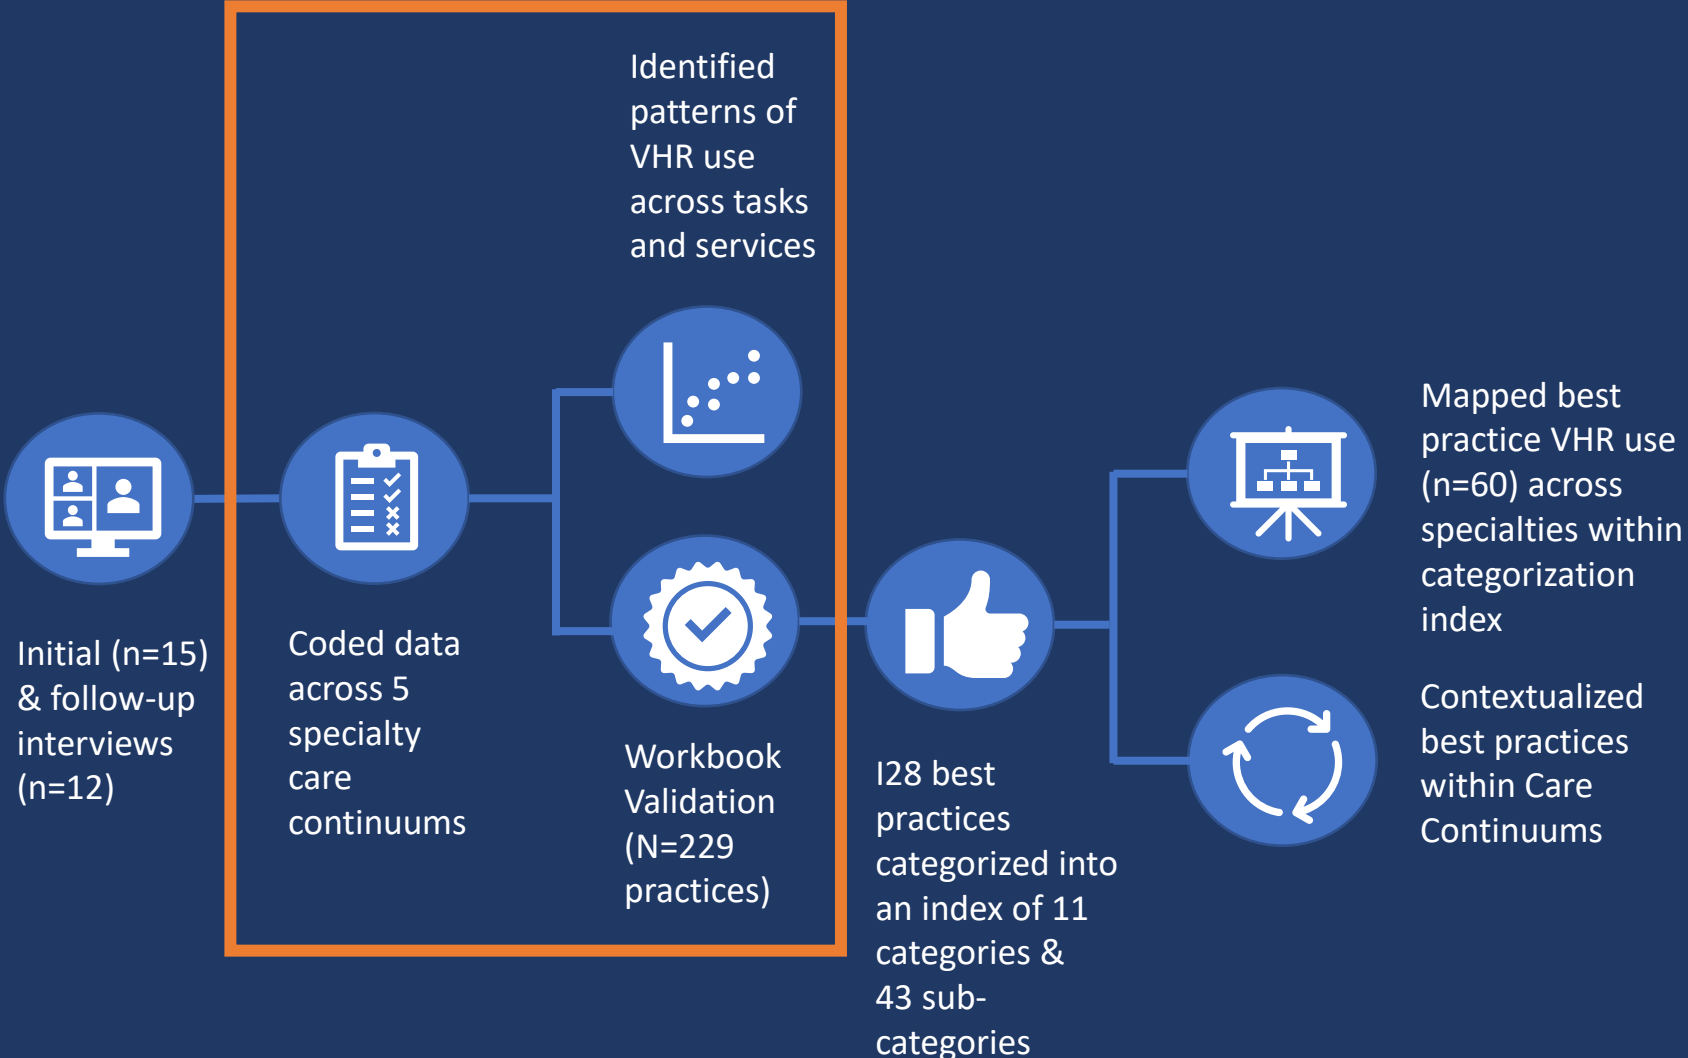 Identified
patterns of
VHR use
across tasks
and services
Initial (n=15)
& follow-up
interviews
(n=12)
Coded data
across 5
specialty
care
continuums
Workbook
Validation
(N=229
practices)
I28 best
practices
categorized into
an index of 11
categories &
43 sub-
categories
Mapped best
practice VHR use
(n=60) across
specialties within
categorization
index
Contextualized
best practices
within Care
Continuums